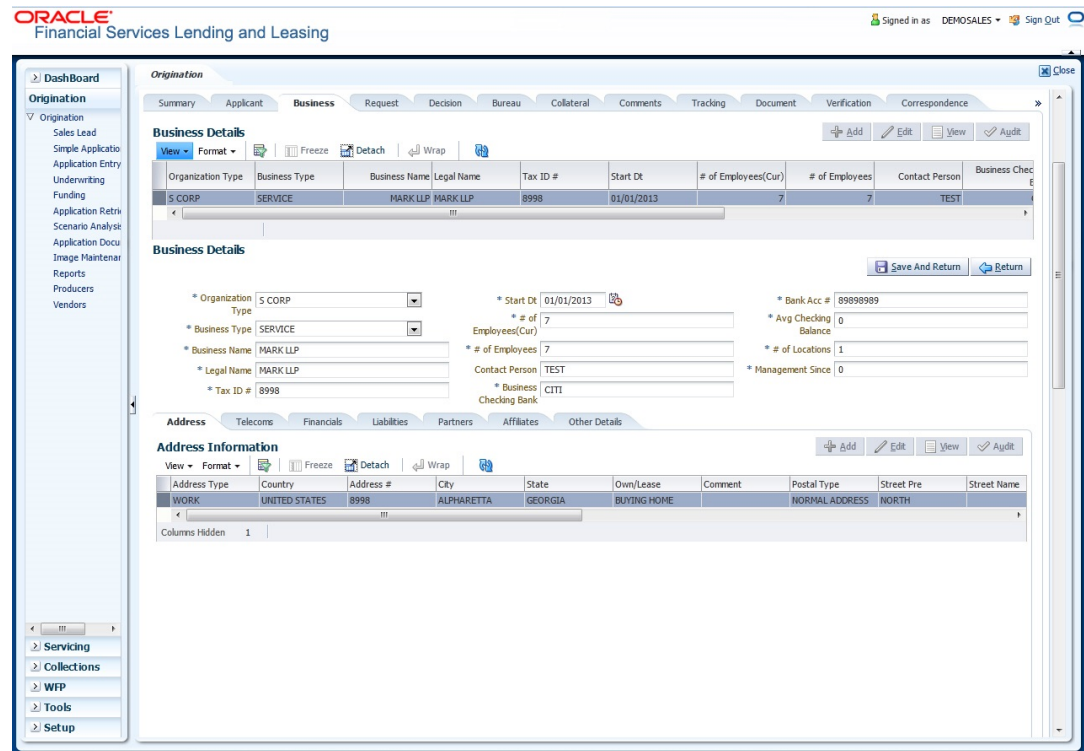 ORACLE
Financial Services Lending and Leasing
Signed in as DEMOSALES Sign Out
Close
DashBoard
Origination
Origination
Sales Lead
Simple Applicatio
Application Entry
Underwriting
Funding
Application Retri
Scenario Analysis
Application Docu
Image Maintenan
Reports
Producers
Vendors
Servicing
Collections
WFP
Tools
Setup
Origination
Summary Applicant Business Request Decision Bureau Collateral Comments Tracking Document Verification Correspondence »
Business Details
Add Edit View Audit
View Format Freeze Detach Wrap
Organization Type Business Type Business Name Legal Name Tax ID # Start Dt # of Employees(Cur) # of Employees Contact Person Business Chec
S CORP SERVICE MARK LLP MARK LLP 8998 01/01/2013 7 7 TEST
Business Details
Save And Return Return
* Organization Type S CORP
* Business Type SERVICE
* Business Name MARK LLP
* Legal Name MARK LLP
* Tax ID # 8998
* Start Dt 01/01/2013
* # of Employees(Cur) 7
* # of Employees 7
Contact Person TEST
* Business Checking Bank CITI
* Bank Acc # 89898989
* Avg Checking Balance 0
* # of Locations 1
* Management Since 0
Address Telecoms Financials Liabilities Partners Affiliates Other Details
Address Information
Add Edit View Audit
View Format Freeze Detach Wrap
Address Type Country Address # City State Own/Lease Comment Postal Type Street Pre Street Name
WORK UNITED STATES 8998 ALPHARETTA GEORGIA BUYING HOME NORMAL ADDRESS NORTH
Columns Hidden 1